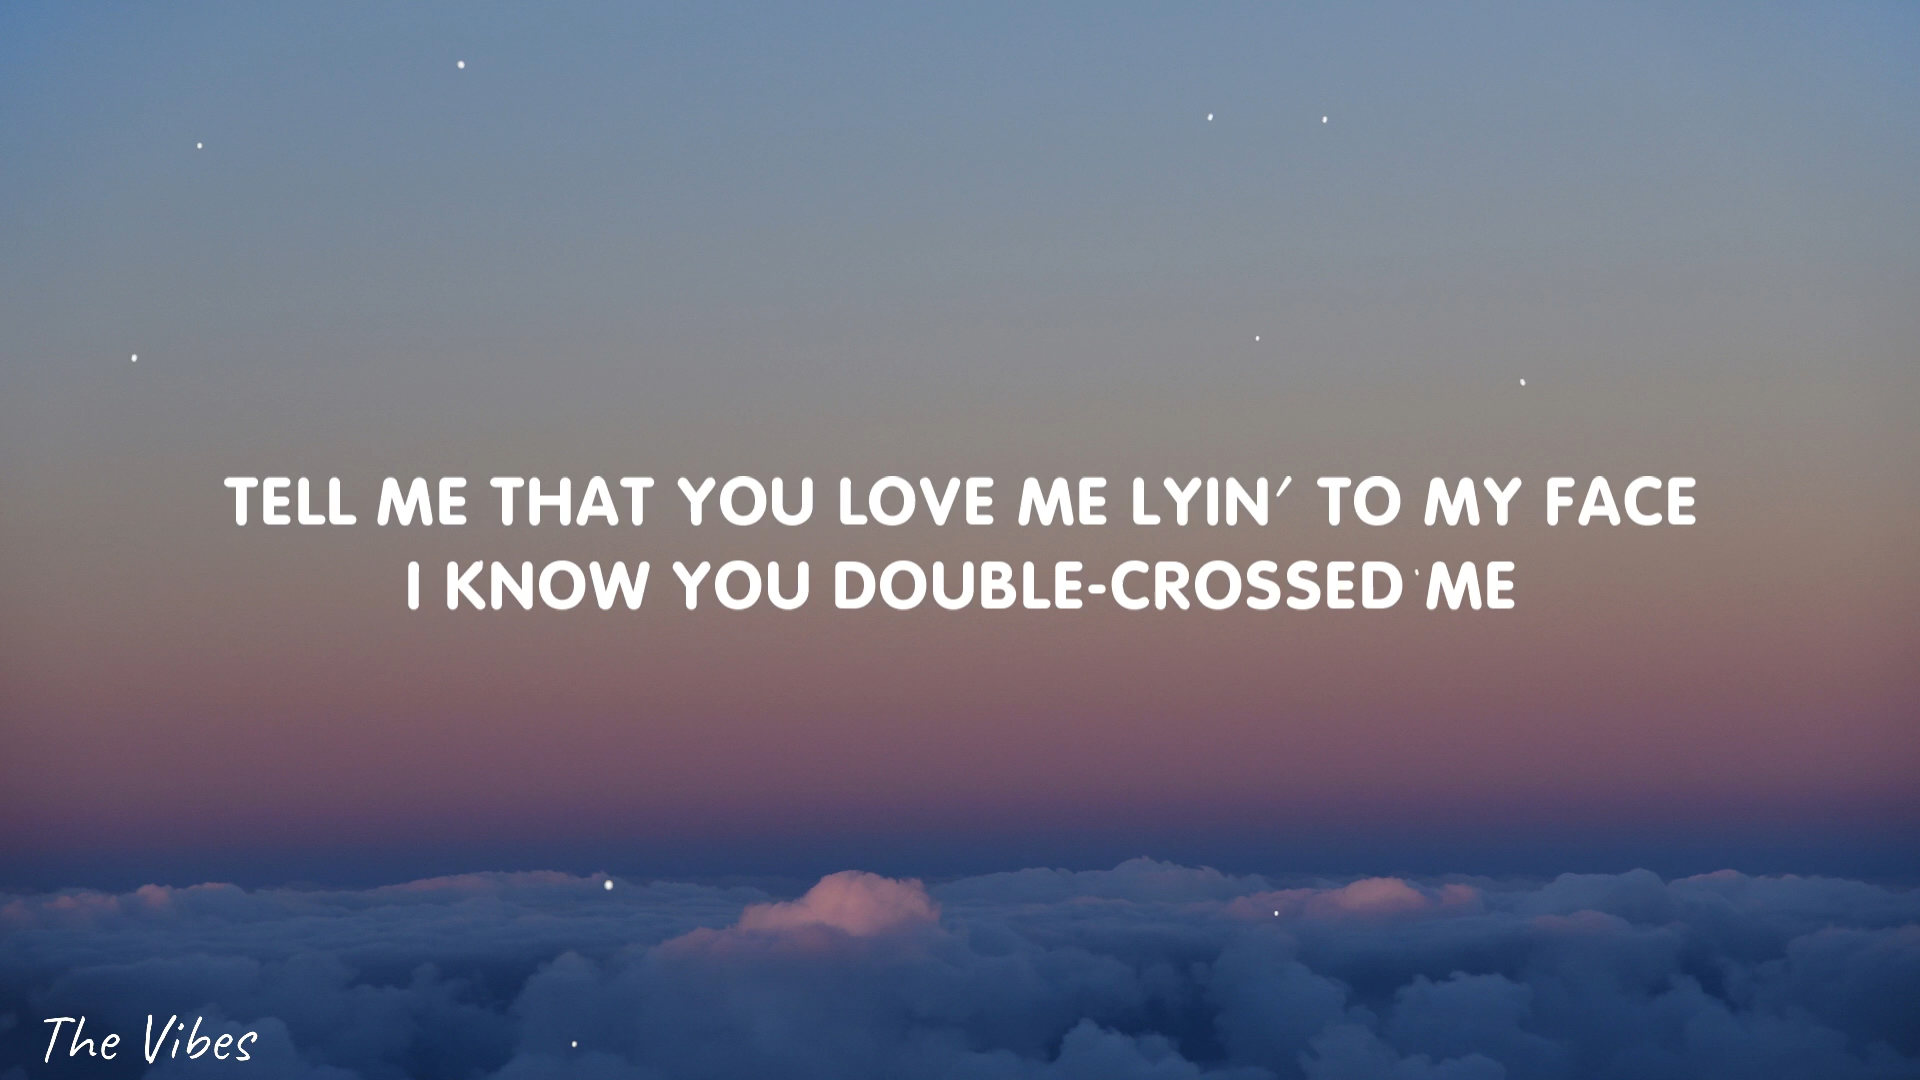 TELL ME THAT YOU LOVE ME LYIN' TO MY FACE
I KNOW YOU DOUBLE-CROSSED ME
The Vibes